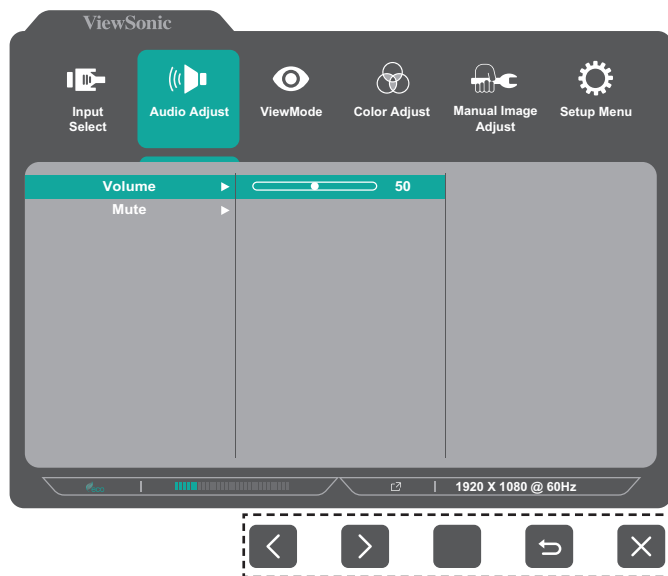 ViewSonic
Input
Select
Audio Adjust
ViewMode
Color Adjust
Manual Image
Adjust
Setup Menu
Volume
50
Mute
eco
1920 X 1080 @ 60Hz